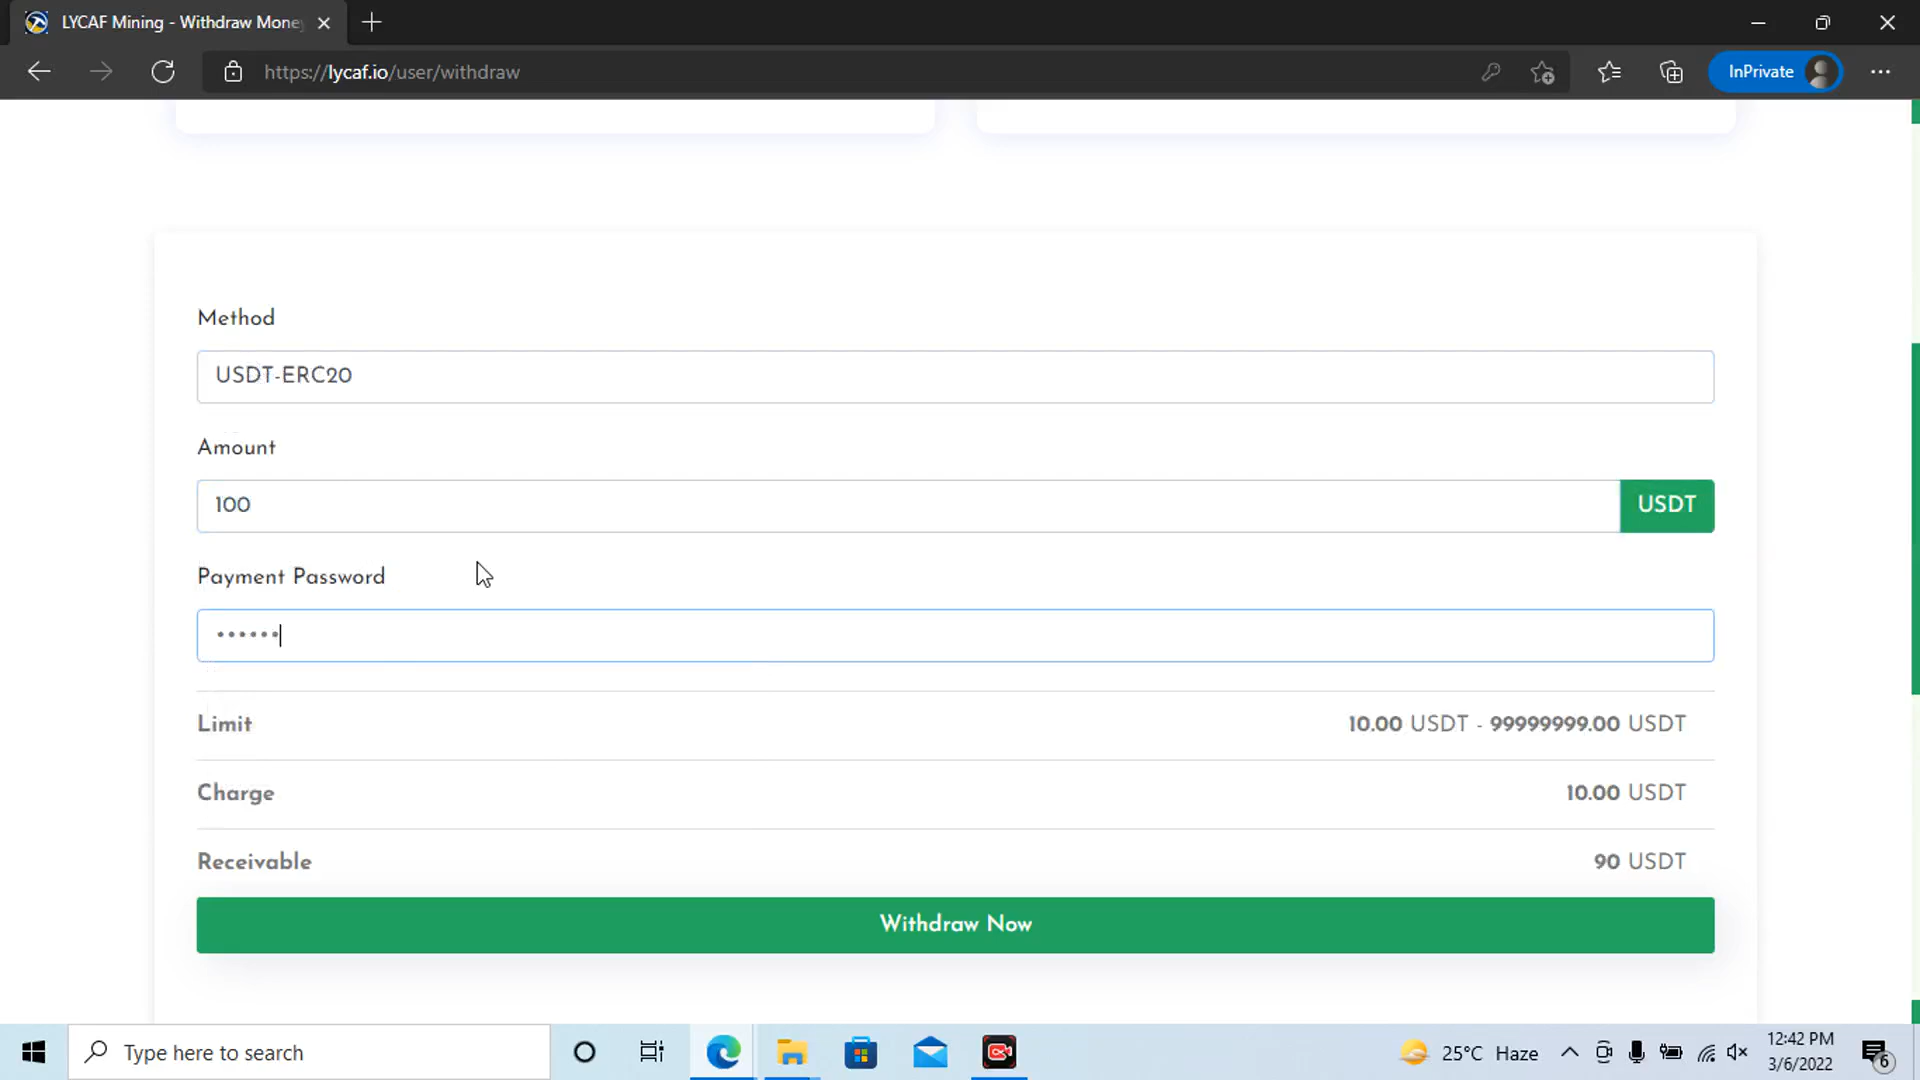 LYCAF Mining - Withdraw Mone
https://lycaf.io/user/withdraw
InPrivate
Method
USDT-ERC20
Amount
100
USDT
Payment Password
Limit
10.00 USDT - 99999999.00 USDT
Charge
10.00 USDT
Receivable
90 USDT
Withdraw Now
Type here to search
25°C Haze
12:42 PM
3/6/2022
6